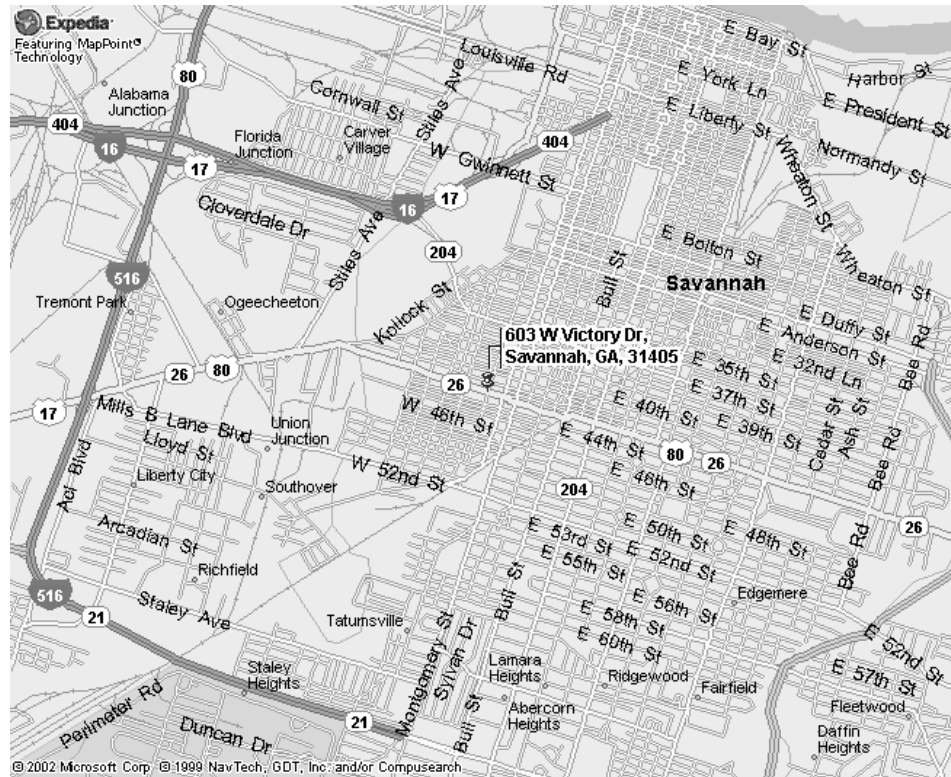 Expedia
Featuring MapPoint®
Technology
80
Alabama
Junction
404
16
17
Florida
Junction
Cornwall St
Carver
Village
Stiles Ave
Louisville Rd
W Gwinnett St
404
17
16
E Bay St
E York Ln
E Liberty St
Harbor St
E President St
Normandy St
Wheaton St
Wheaton St
Cloverdale Dr
Stiles Ave
204
E Bolton St
Bull St
Savannah
516
Tremont Park
Ogeecheeton
Kollock St
603 W Victory Dr,
Savannah, GA, 31405
E Duffy St
E Anderson St
E 32nd Ln
Bee Rd
E 35th St
E 37th St
E 39th St
E 40th St
26
80
26
17
Mills B Lane Blvd
Union
Junction
W 46th St
E 44th St
Cedar St
Ash St
Bee Rd
Acl Blvd
Lloyd St
Liberty City
Southover
W 52nd St
80
26
E 46th St
204
26
Arcadian St
Richfield
E 53rd St
E 50th St
E 48th St
E 52nd St
E 55th St
Bee Rd
516
21
Staley Ave
Tatumsville
Bull St
E 56th St
E 58th St
E 60th St
Edgemere
E 52nd St
E 57th St
Staley
Heights
Montgomery St
Sylvan Dr
Lamara
Heights
Ridgewood
Fairfield
Fleetwood
Perimeter Rd
Duncan Dr
21
Bull St
Abercorn
Heights
Daffin
Heights
© 2002 Microsoft Corp © 1999 NavTech, GDT, Inc. and/or Compusearch